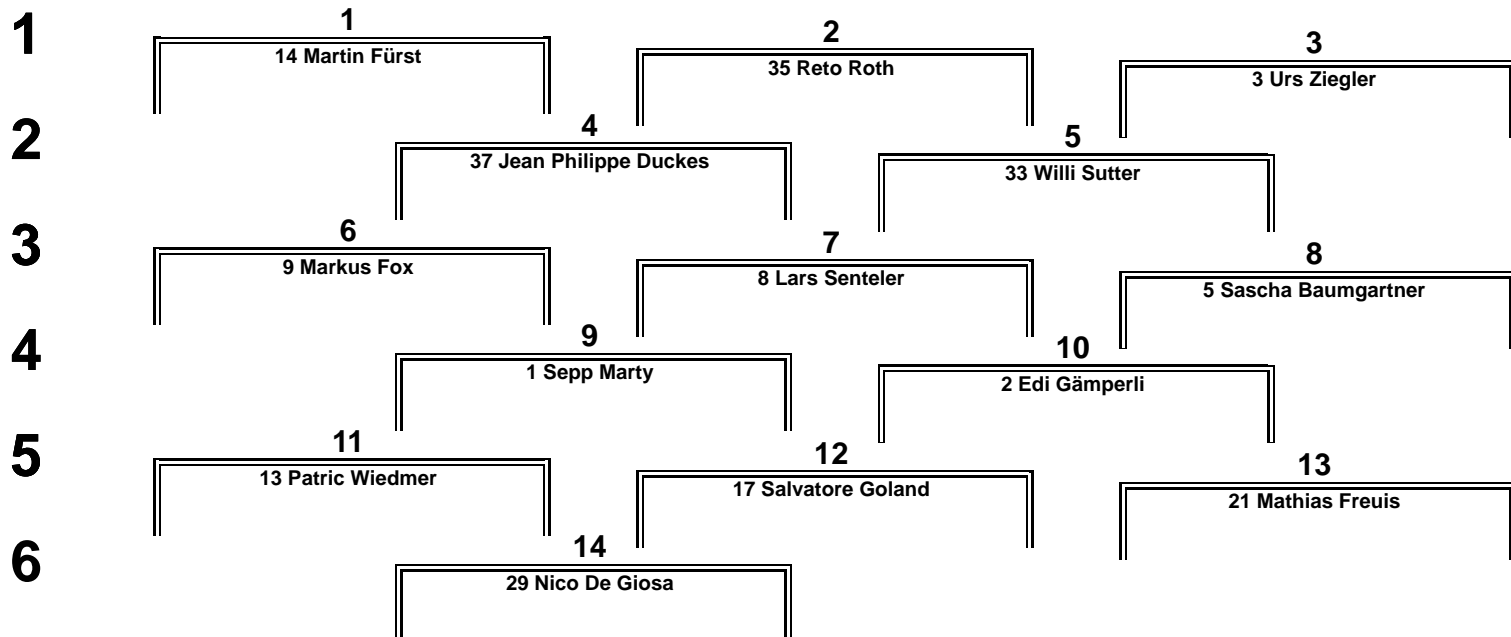 1
1
14 Martin Fürst
2
35 Reto Roth
3
3 Urs Ziegler
2
4
37 Jean Philippe Duckes
5
33 Willi Sutter
3
6
9 Markus Fox
7
8 Lars Senteler
8
5 Sascha Baumgartner
4
9
1 Sepp Marty
10
2 Edi Gämperli
5
11
13 Patric Wiedmer
12
17 Salvatore Goland
13
21 Mathias Freuis
6
14
29 Nico De Giosa